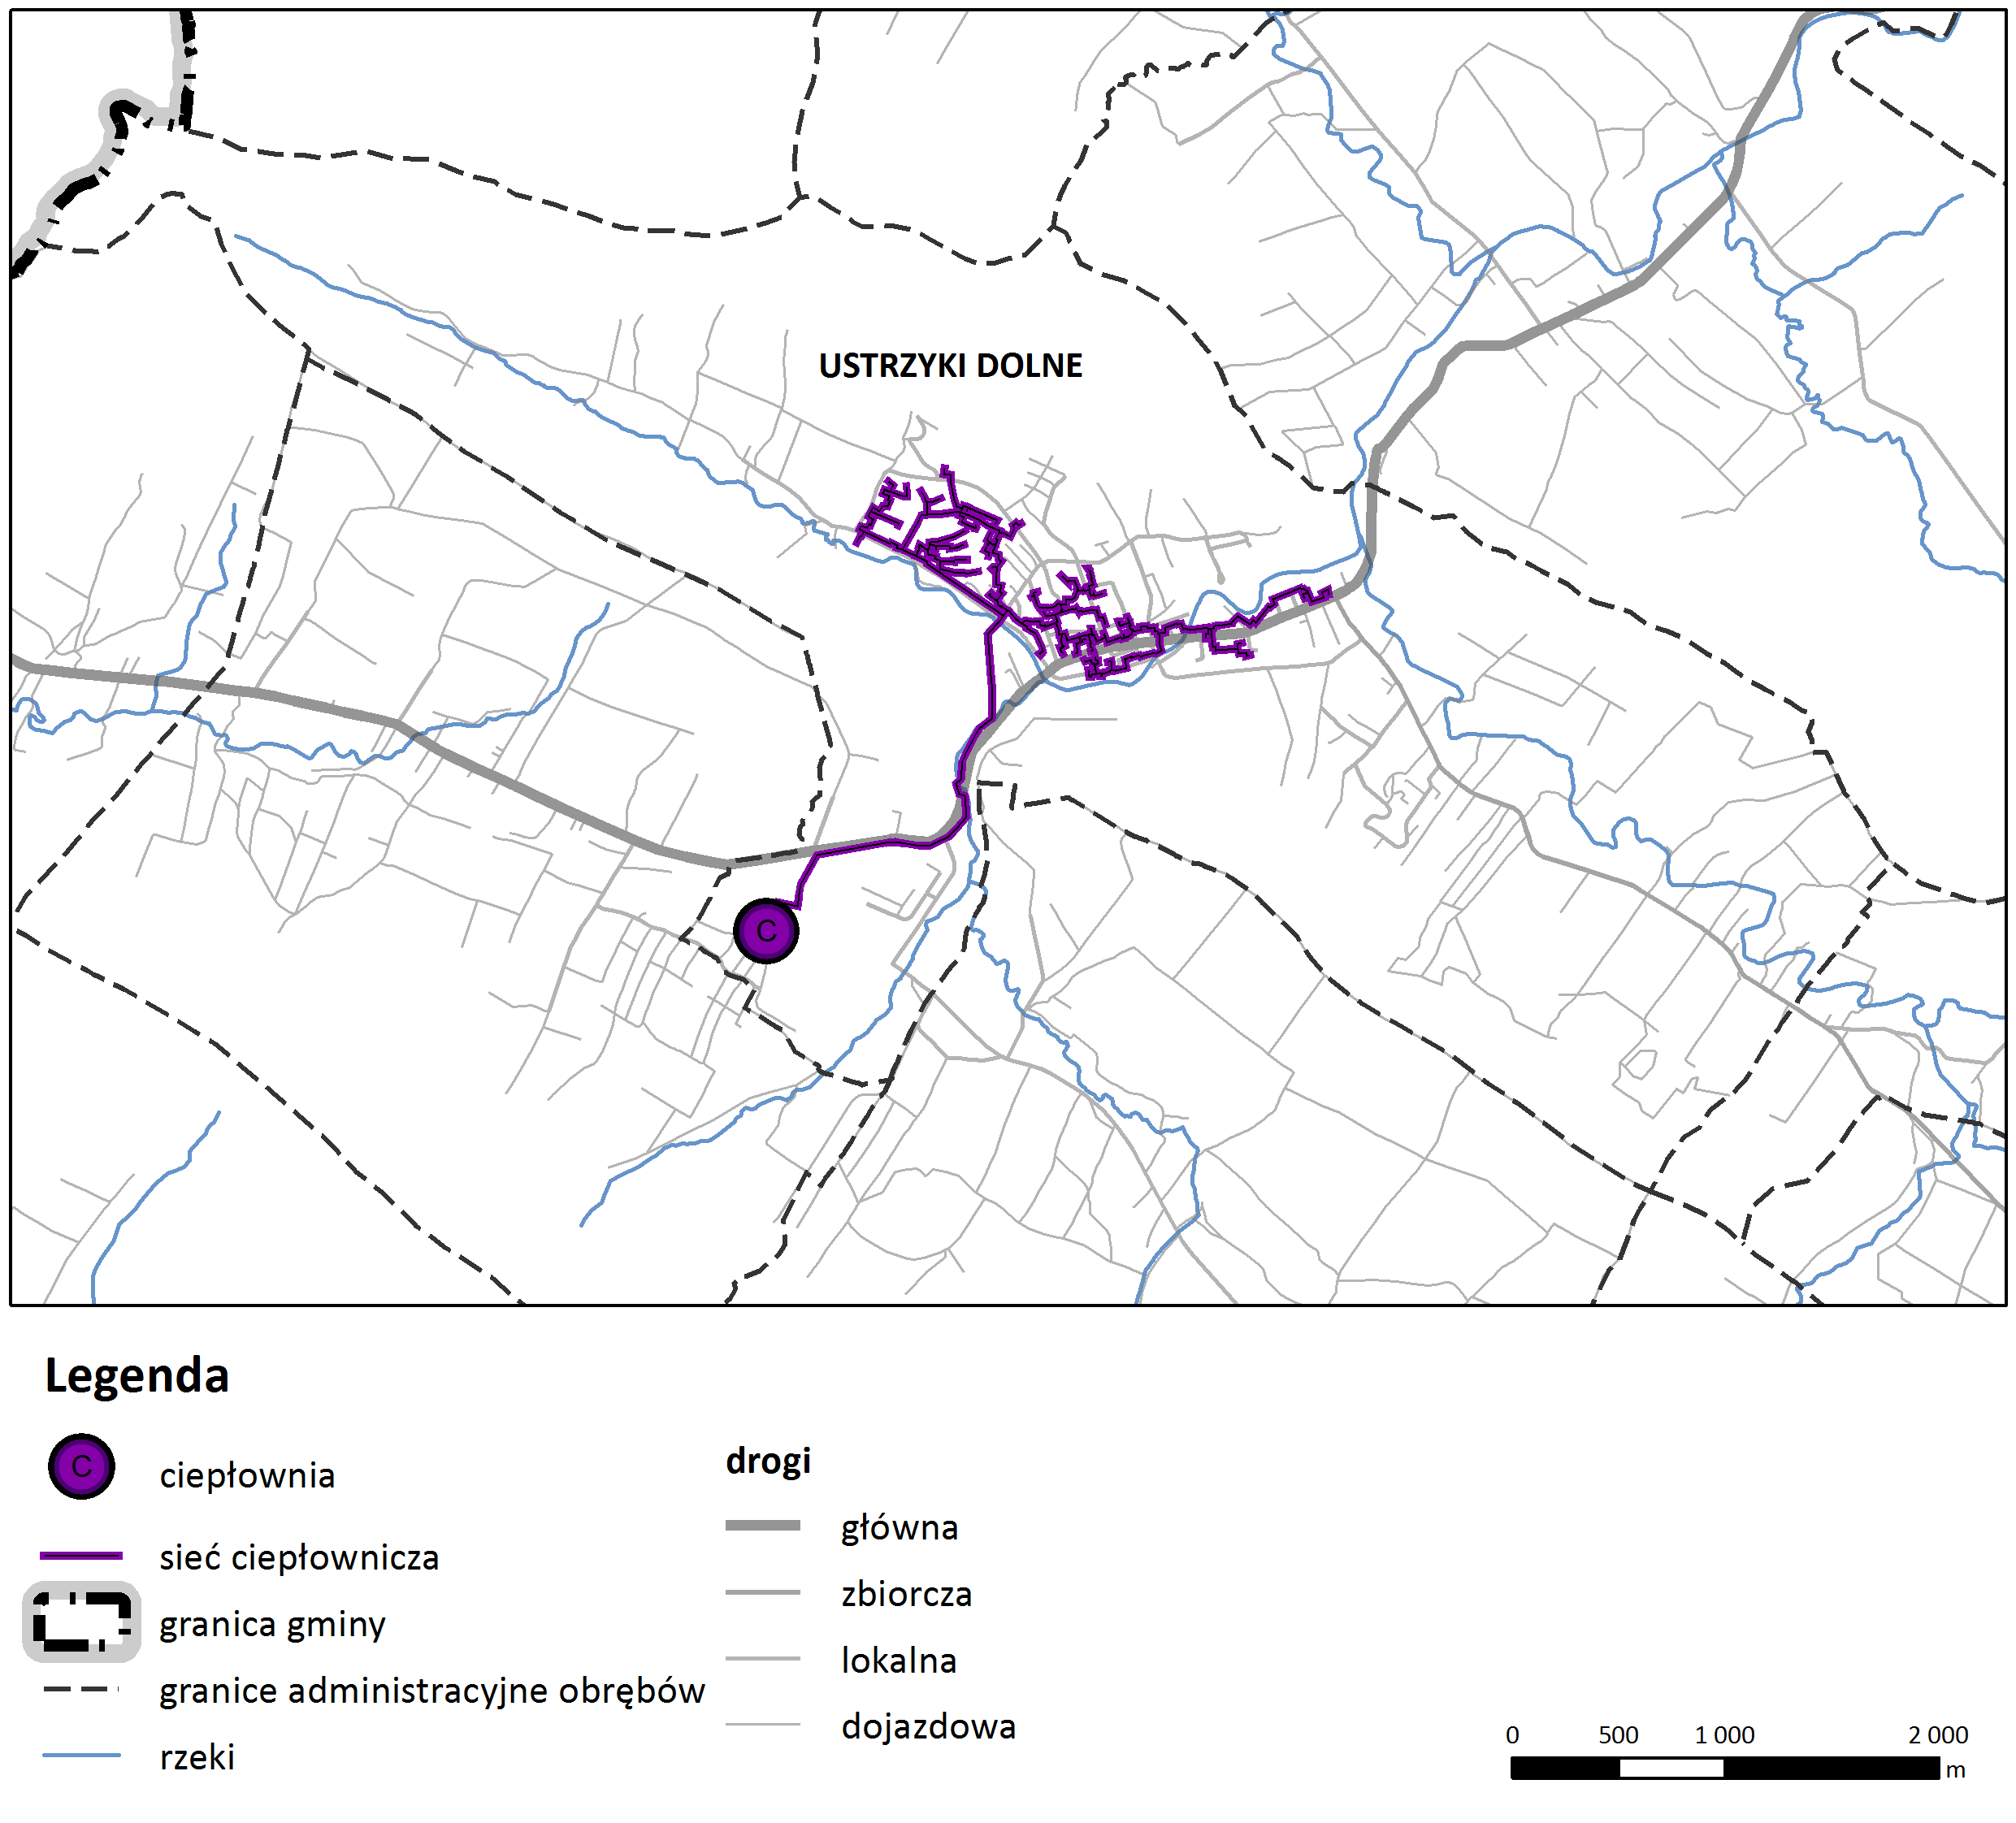 USTRZYKI DOLNE
C
Legenda
C ciepłownia
sieć ciepłownicza
granica gminy
granice administracyjne obrębów
rzeki
drogi
główna
zbiorcza
lokalna
dojazdowa
0 500 1 000 2 000
m